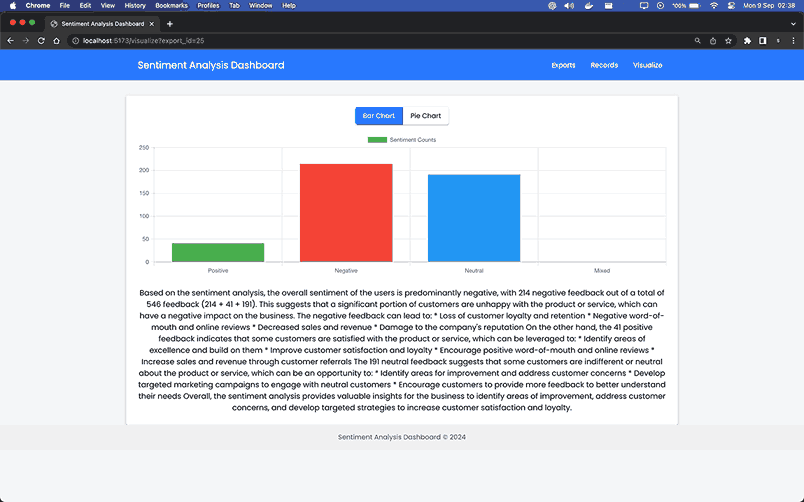 Chrome File Edit View History Bookmarks Profiles Tab Window Help 100% Mon 9 Sep 02:38
Sentiment Analysis Dashboard
localhost:5173/visualize?export_id=25
Sentiment Analysis Dashboard Exports Records Visualize
Bar Chart Pie Chart
Sentiment Counts
250
200
150
100
50
0
Positive Negative Neutral Mixed
Based on the sentiment analysis, the overall sentiment of the users is predominantly negative, with 214 negative feedback out of a total of
546 feedback (214 + 41 + 191). This suggests that a significant portion of customers are unhappy with the product or service, which can
have a negative impact on the business. The negative feedback can lead to: * Loss of customer loyalty and retention * Negative word-of-
mouth and online reviews * Decreased sales and revenue * Damage to the company's reputation On the other hand, the 41 positive
feedback indicates that some customers are satisfied with the product or service, which can be leveraged to: * Identify areas of
excellence and build on them * Improve customer satisfaction and loyalty * Encourage positive word-of-mouth and online reviews *
Increase sales and revenue through customer referrals The 191 neutral feedback suggests that some customers are indifferent or neutral
about the product or service, which can be an opportunity to: * Identify areas for improvement and address customer concerns * Develop
targeted marketing campaigns to engage with neutral customers * Encourage customers to provide more feedback to better understand
their needs Overall, the sentiment analysis provides valuable insights for the business to identify areas of improvement, address customer
concerns, and develop targeted strategies to increase customer satisfaction and loyalty.
Sentiment Analysis Dashboard © 2024